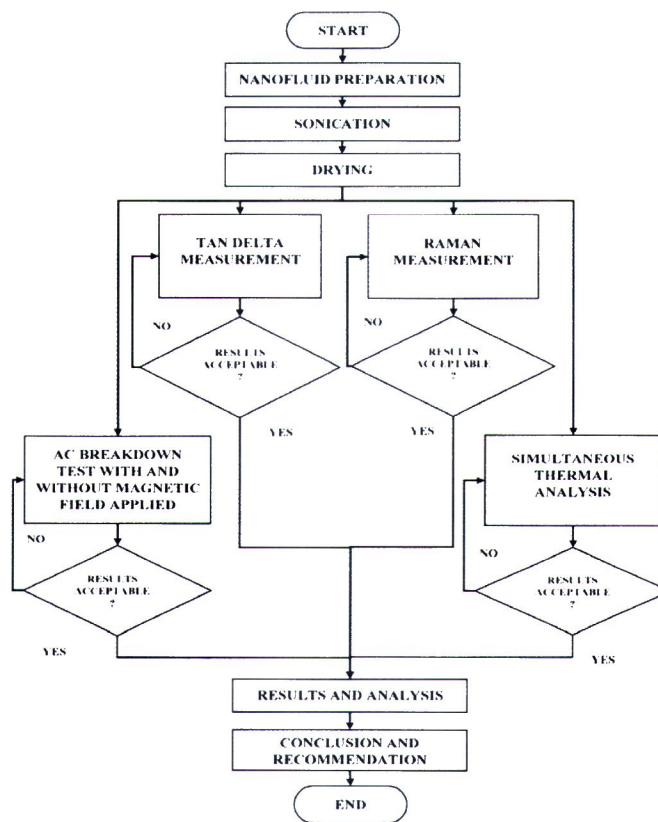 START
NANOFLUID PREPARATION
SONICATION
DRYING
TAN DELTA
MEASUREMENT
RAMAN
MEASUREMENT
NO
RESULTS
ACCEPTABLE
?
YES
NO
RESULTS
ACCEPTABLE
?
YES
AC BREAKDOWN
TEST WITH AND
WITHOUT MAGNETIC
FIELD APPLIED
SIMULTANEOUS
THERMAL
ANALYSIS
NO
RESULTS
ACCEPTABLE
?
YES
NO
RESULTS
ACCEPTABLE
?
YES
RESULTS AND ANALYSIS
CONCLUSION AND
RECOMMENDATION
END